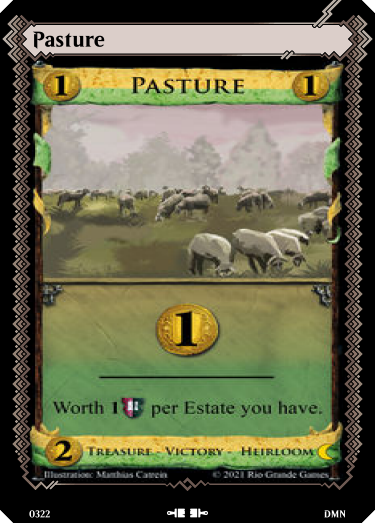 Pasture
1 PASTURE 1
1
Worth 1 per Estate you have.
2 TREASURE - VICTORY - HEIRLOOM
Illustration: Matthias Catrein © 2021 Rio Grande Games
0322 DMN